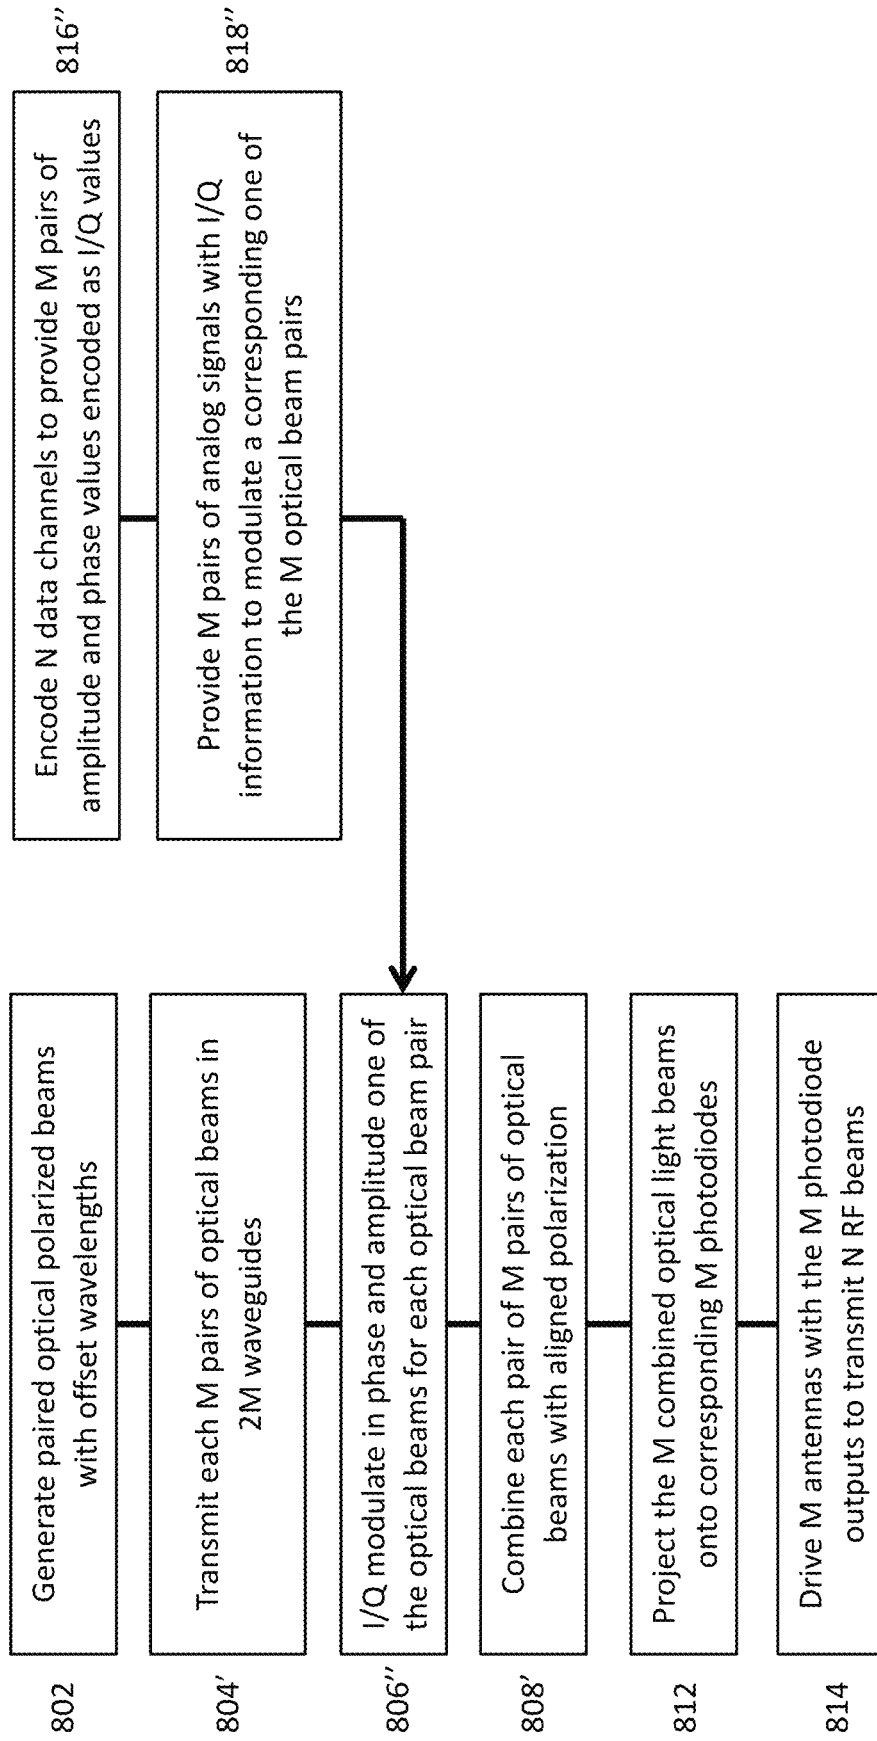 802
Generate paired optical polarized beams
with offset wavelengths
804’
Transmit each M pairs of optical beams in
2M waveguides
806’’
I/Q modulate in phase and amplitude one of
the optical beams for each optical beam pair
808’
Combine each pair of M pairs of optical
beams with aligned polarization
812
Project the M combined optical light beams
onto corresponding M photodiodes
814
Drive M antennas with the M photodiode
outputs to transmit N RF beams
Encode N data channels to provide M pairs of
amplitude and phase values encoded as I/Q values
816’’
Provide M pairs of analog signals with I/Q
information to modulate a corresponding one of
the M optical beam pairs
818’’